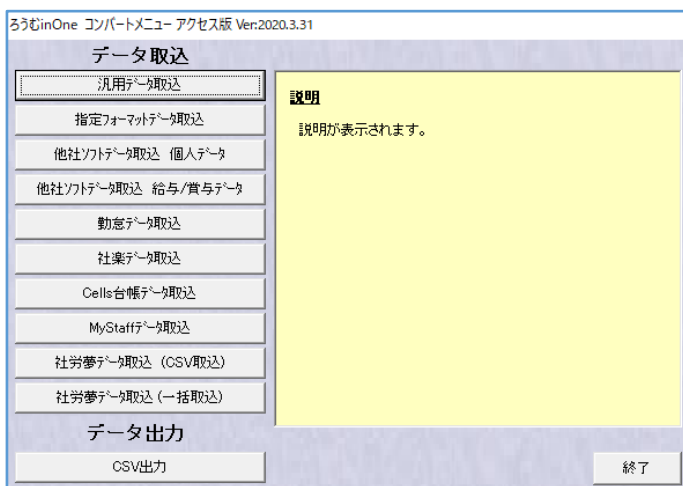 ろうむinOne コンバートメニュー アクセス版 Ver:2020.3.31
データ取込
汎用データ取込
指定フォーマットデータ取込
他社ソフトデータ取込 個人データ
他社ソフトデータ取込 給与/賞与データ
勤怠データ取込
社楽データ取込
Cells台帳データ取込
MyStaffデータ取込
社労夢データ取込（CSV取込）
社労夢データ取込(一括取込)
データ出力
CSV出力
説明
説明が表示されます。
終了